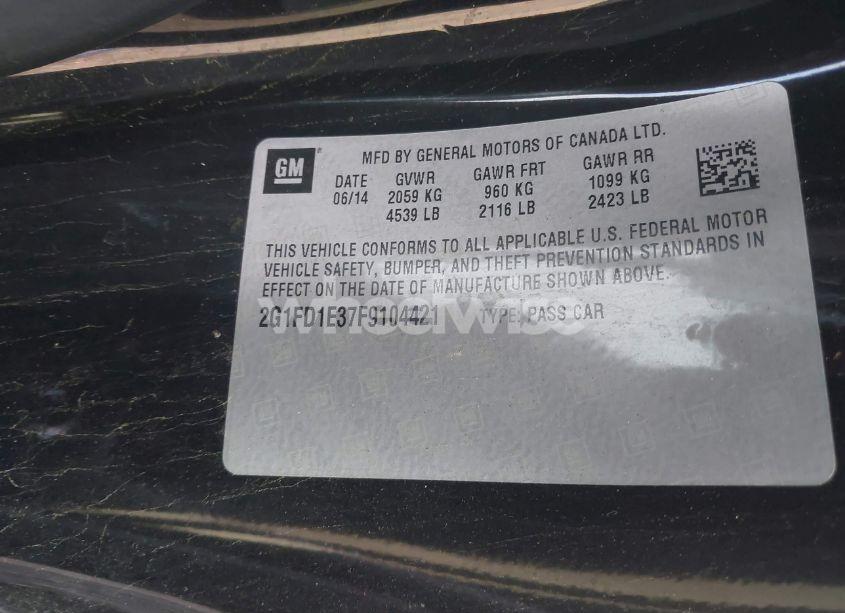 GM
MFD BY GENERAL MOTORS OF CANADA LTD.
DATE GVWR GAWR FRT GAWR RR
06/14 2059 KG 960 KG 1099 KG
4539 LB 2116 LB 2423 LB
THIS VEHICLE CONFORMS TO ALL APPLICABLE U.S. FEDERAL MOTOR
VEHICLE SAFETY, BUMPER, AND THEFT PREVENTION STANDARDS IN
EFFECT ON THE DATE OF MANUFACTURE SHOWN ABOVE.
2G1FD1E37F9104421 TYPE: PASS CAR
wheelwise